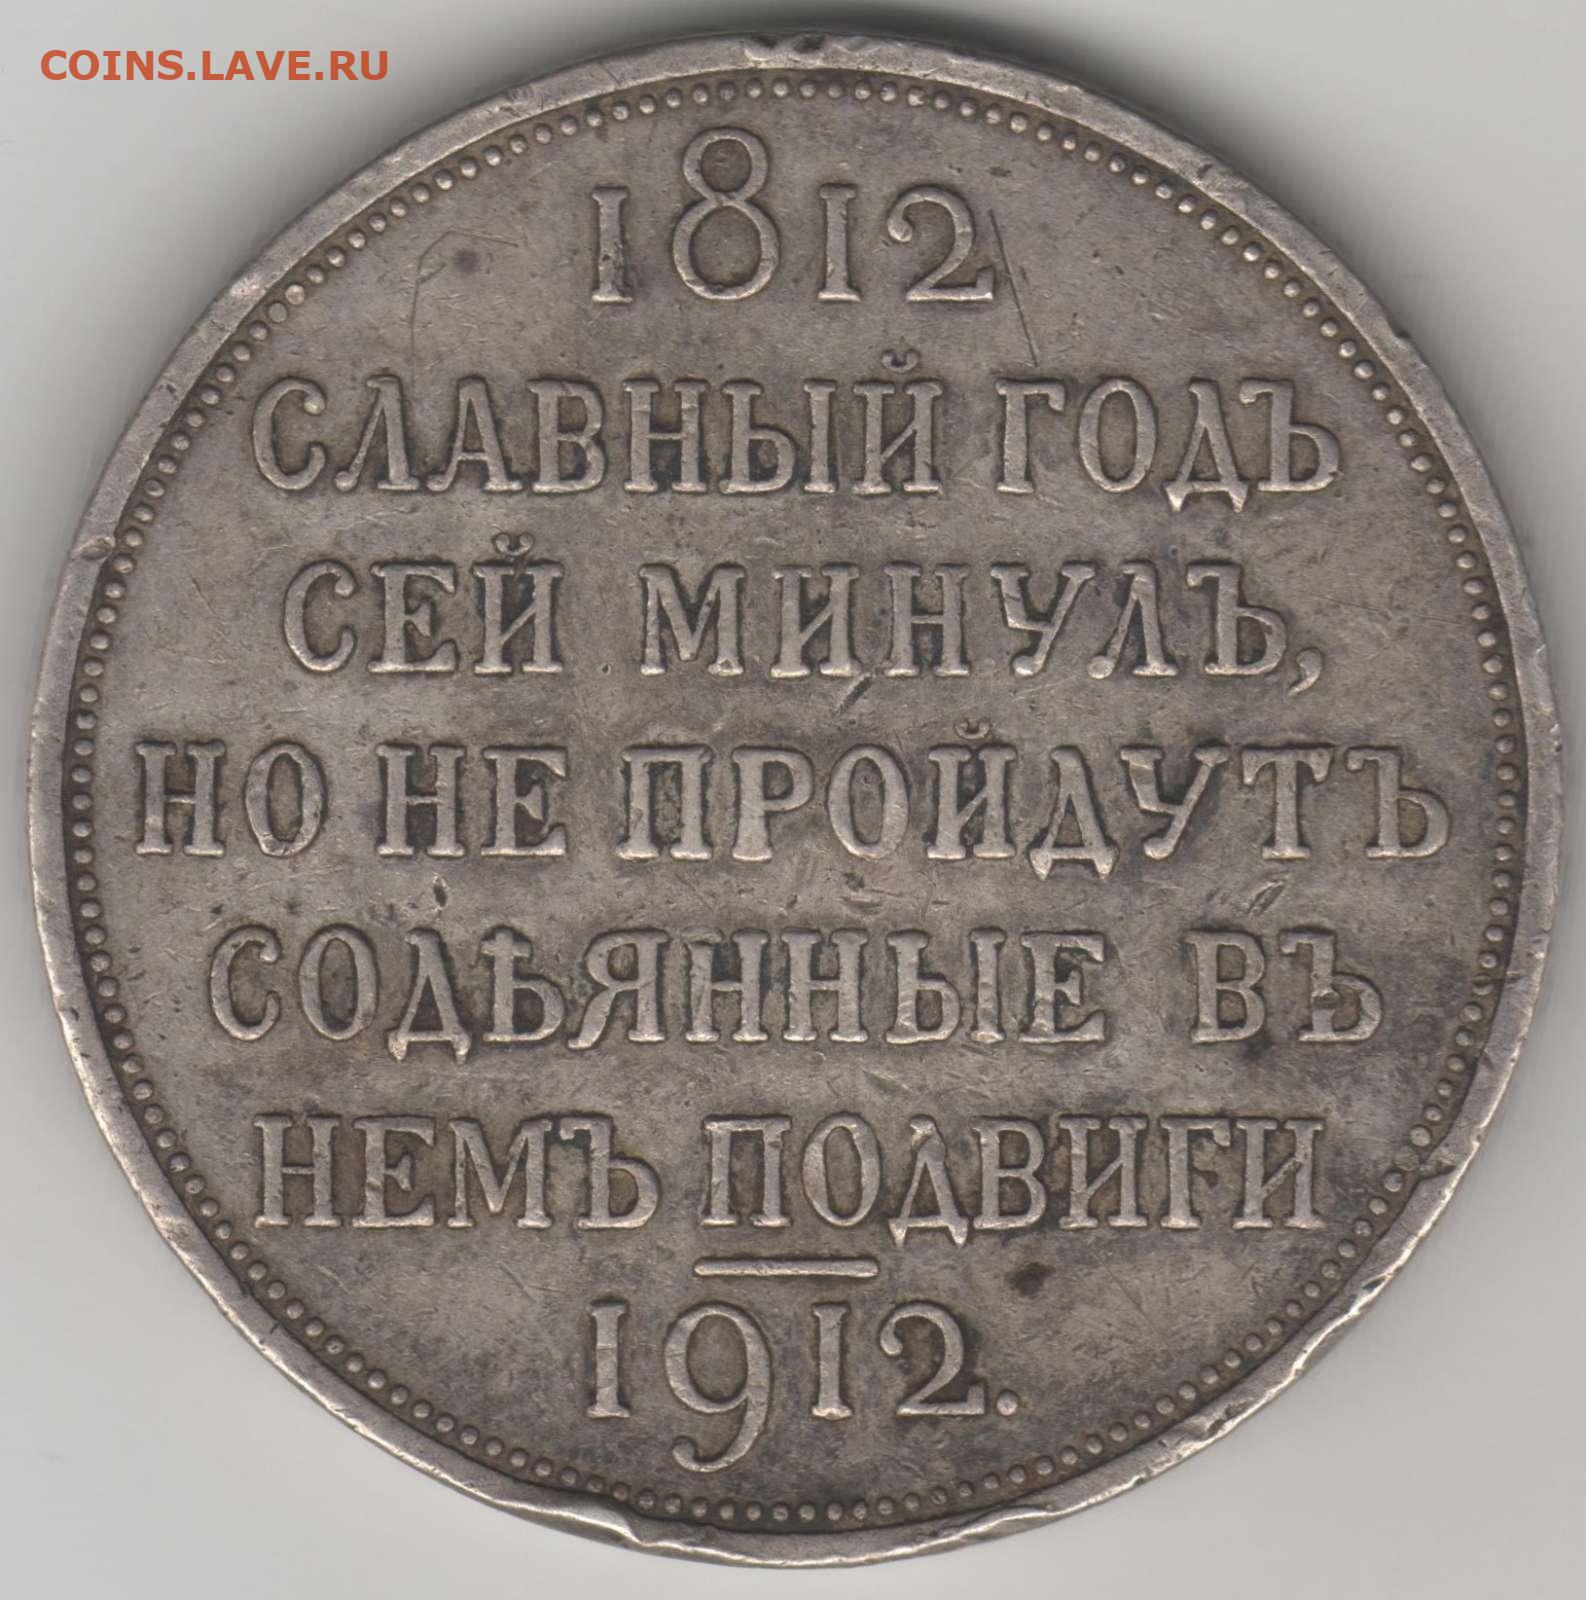 COINS.LAVE.RU
1812
СЛАВНЫЙ ГОДЪ
СЕЙ МИНУЛЪ,
НО НЕ ПРОЙДУТЪ
СОДѢЯННЫЕ ВЪ
НЕМЪ ПОДВИГИ
1912.